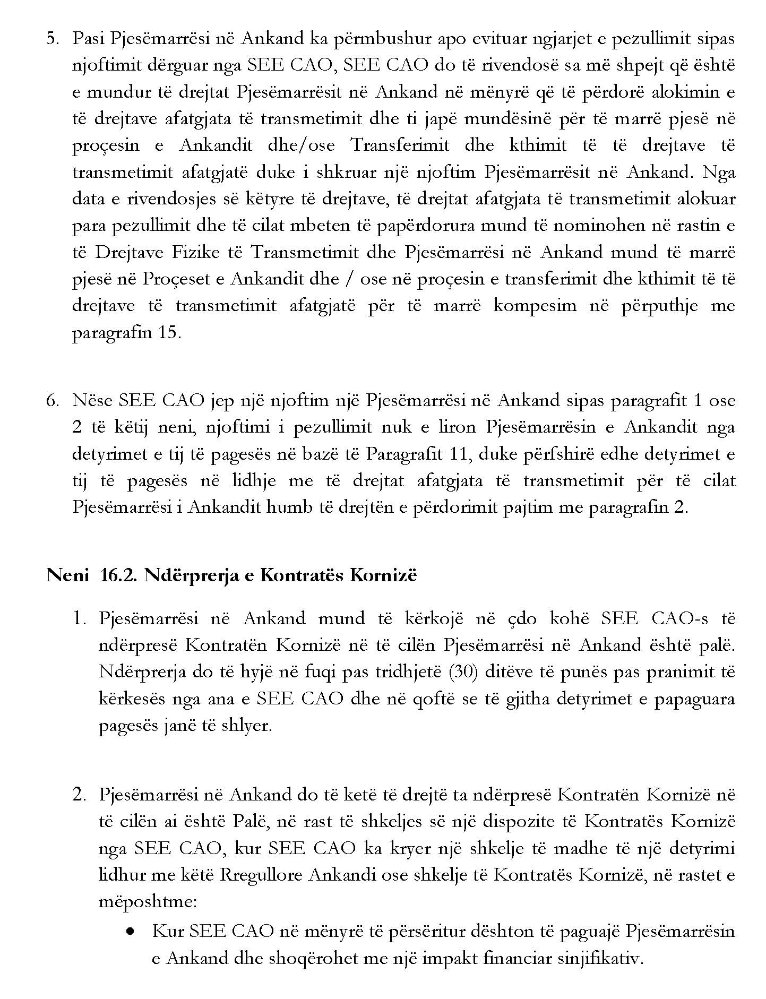 5. Pasi Pjesëmarrësi në Ankand ka përmbushur apo evituar ngjarjet e pezullimit sipas
njoftimit dërguar nga SEE CAO, SEE CAO do të rivendosë sa më shpejt që është
e mundur të drejtat Pjesëmarrësit në Ankand në mënyrë që të përdorë alokimin e
të drejtave afatgjata të transmetimit dhe ti japë mundësinë për të marrë pjesë në
proçesin e Ankandit dhe/ose Transferimit dhe kthimit të të drejtave të
transmetimit afatgjatë duke i shkruar një njoftim Pjesëmarrësit në Ankand. Nga
data e rivendosjes së këtyre të drejtave, të drejtat afatgjata të transmetimit alokuar
para pezullimit dhe të cilat mbeten të papërdorura mund të nominohen në rastin e
të Drejtave Fizike të Transmetimit dhe Pjesëmarrësi në Ankand mund të marrë
pjesë në Proçeset e Ankandit dhe / ose në proçesin e transferimit dhe kthimit të të
drejtave të transmetimit afatgjatë për të marrë kompesim në përputhje me
paragrafin 15.
6. Nëse SEE CAO jep një njoftim një Pjesëmarrësi në Ankand sipas paragrafit 1 ose
2 të këtij neni, njoftimi i pezullimit nuk e liron Pjesëmarrësin e Ankandit nga
detyrimet e tij të pagesës në bazë të Paragrafit 11, duke përfshirë edhe detyrimet e
tij të pagesës në lidhje me të drejtat afatgjata të transmetimit për të cilat
Pjesëmarrësi i Ankandit humb të drejtën e përdorimit pajtim me paragrafin 2.
Neni 16.2. Ndërprerja e Kontratës Kornizë
1. Pjesëmarrësi në Ankand mund të kërkojë në çdo kohë SEE CAO-s të
ndërpresë Kontratën Kornizë në të cilën Pjesëmarrësi në Ankand është palë.
Ndërprerja do të hyjë në fuqi pas tridhjetë (30) ditëve të punës pas pranimit të
kërkesës nga ana e SEE CAO dhe në qoftë se të gjitha detyrimet e papaguara
pagesës janë të shlyer.
2. Pjesëmarrësi në Ankand do të ketë të drejtë ta ndërpresë Kontratën Kornizë në
të cilën ai është Palë, në rast të shkeljes së një dispozite të Kontratës Kornizë
nga SEE CAO, kur SEE CAO ka kryer një shkelje të madhe të një detyrimi
lidhur me këtë Rregullore Ankandi ose shkelje të Kontratës Kornizë, në rastet e
mëposhtme:
• Kur SEE CAO në mënyrë të përsëritur dështon të paguajë Pjesëmarrësin
e Ankand dhe shoqërohet me një impakt financiar sinjifikativ.